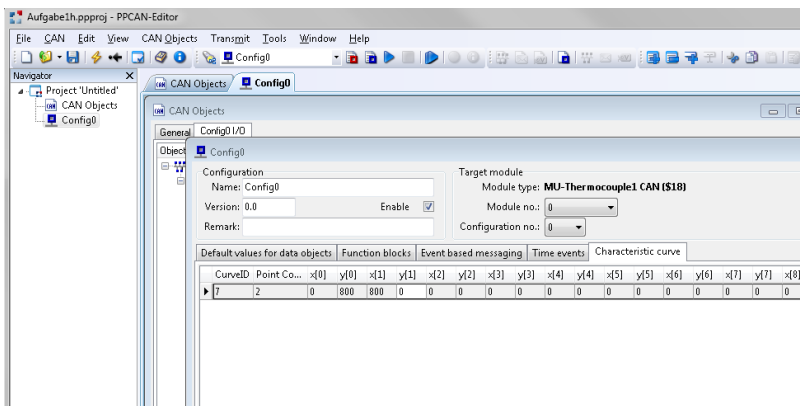 Aufgabe1h.ppproj - PPCAN-Editor
File CAN Edit View CAN Objects Transmit Tools Window Help
Config0
Navigator X
Project 'Untitled'
CAN Objects
Config0
CAN Objects Config0
CAN Objects
General Config0 I/O
Object
Config0
Configuration
Name: Config0
Version: 0.0 Enable
Remark:
Target module
Module type: MU-Thermocouple1 CAN ($18)
Module no.: 0
Configuration no.: 0
Default values for data objects Function blocks Event based messaging Time events Characteristic curve
CurveID Point Co... x[0] y[0] x[1] y[1] x[2] y[2] x[3] y[3] x[4] y[4] x[5] y[5] x[6] y[6] x[7] y[7] x[8]
7 2 0 800 800 0 0 0 0 0 0 0 0 0 0 0 0 0 0